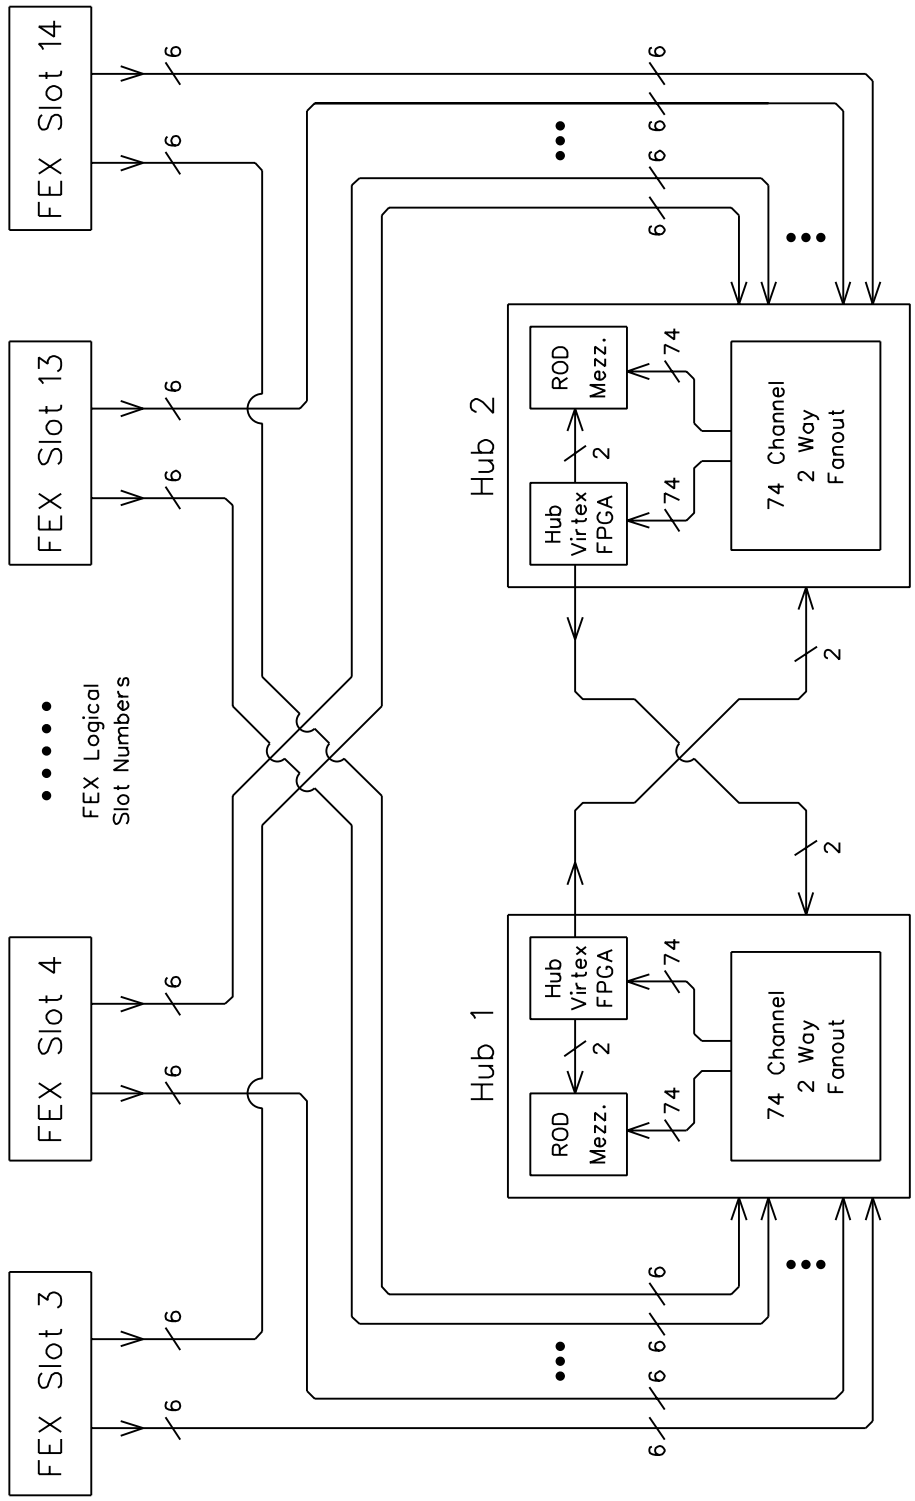 FEX Slot 3
FEX Slot 4
FEX Slot 13
FEX Slot 14
FEX Logical
Slot Numbers
6
6
6
6
6
6
6
6
Hub 1
Hub 2
ROD
Mezz.
2
Hub
Virtex
FPGA
74
74
74 Channel
2 Way
Fanout
Hub
Virtex
FPGA
2
ROD
Mezz.
74
74
74 Channel
2 Way
Fanout
6
6
6
6
6
6
6
6
2
2